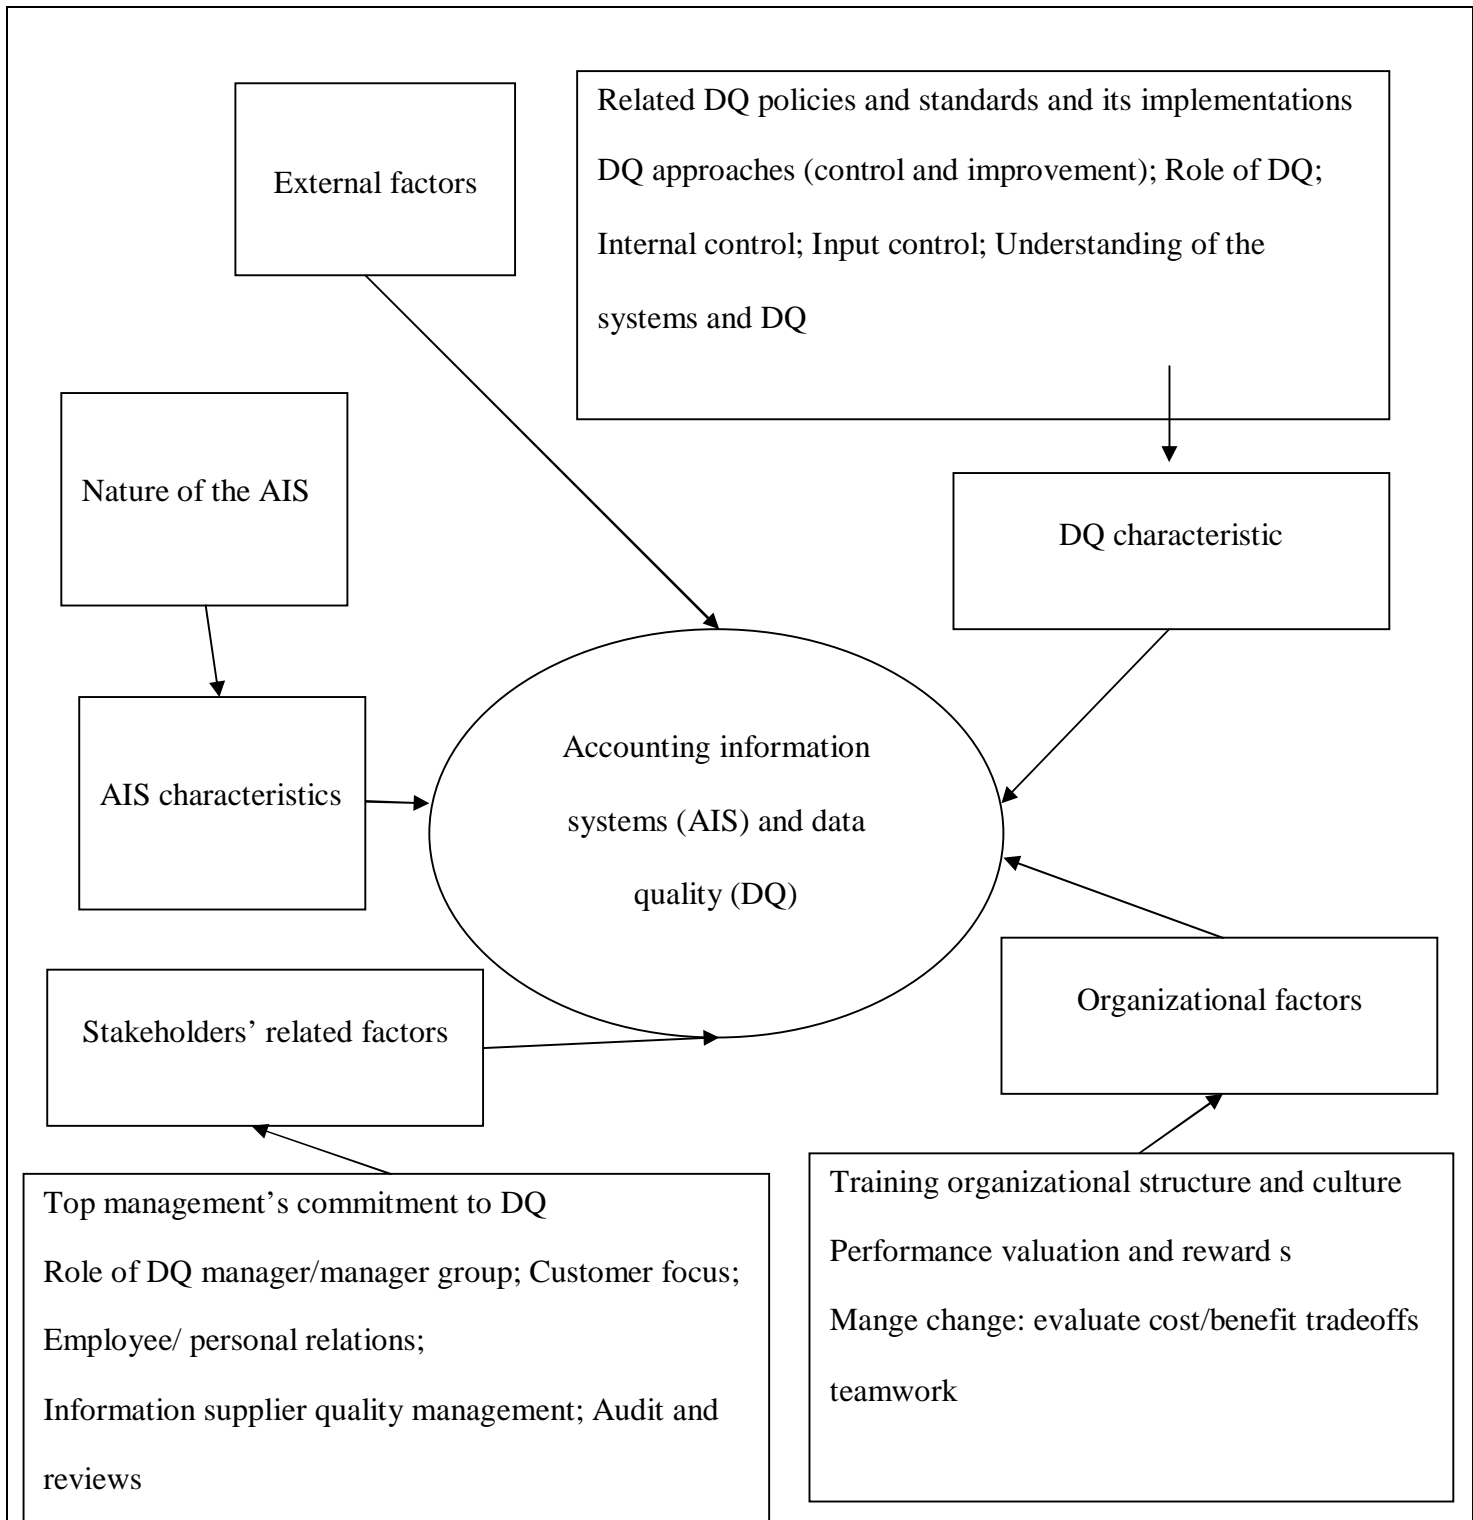 External factors
Related DQ policies and standards and its implementations
DQ approaches (control and improvement); Role of DQ;
Internal control; Input control; Understanding of the
systems and DQ
Nature of the AIS
DQ characteristic
AIS characteristics
Accounting information
systems (AIS) and data
quality (DQ)
Organizational factors
Stakeholders’ related factors
Top management’s commitment to DQ
Role of DQ manager/manager group; Customer focus;
Employee/ personal relations;
Information supplier quality management; Audit and
reviews
Training organizational structure and culture
Performance valuation and reward s
Mange change: evaluate cost/benefit tradeoffs
teamwork